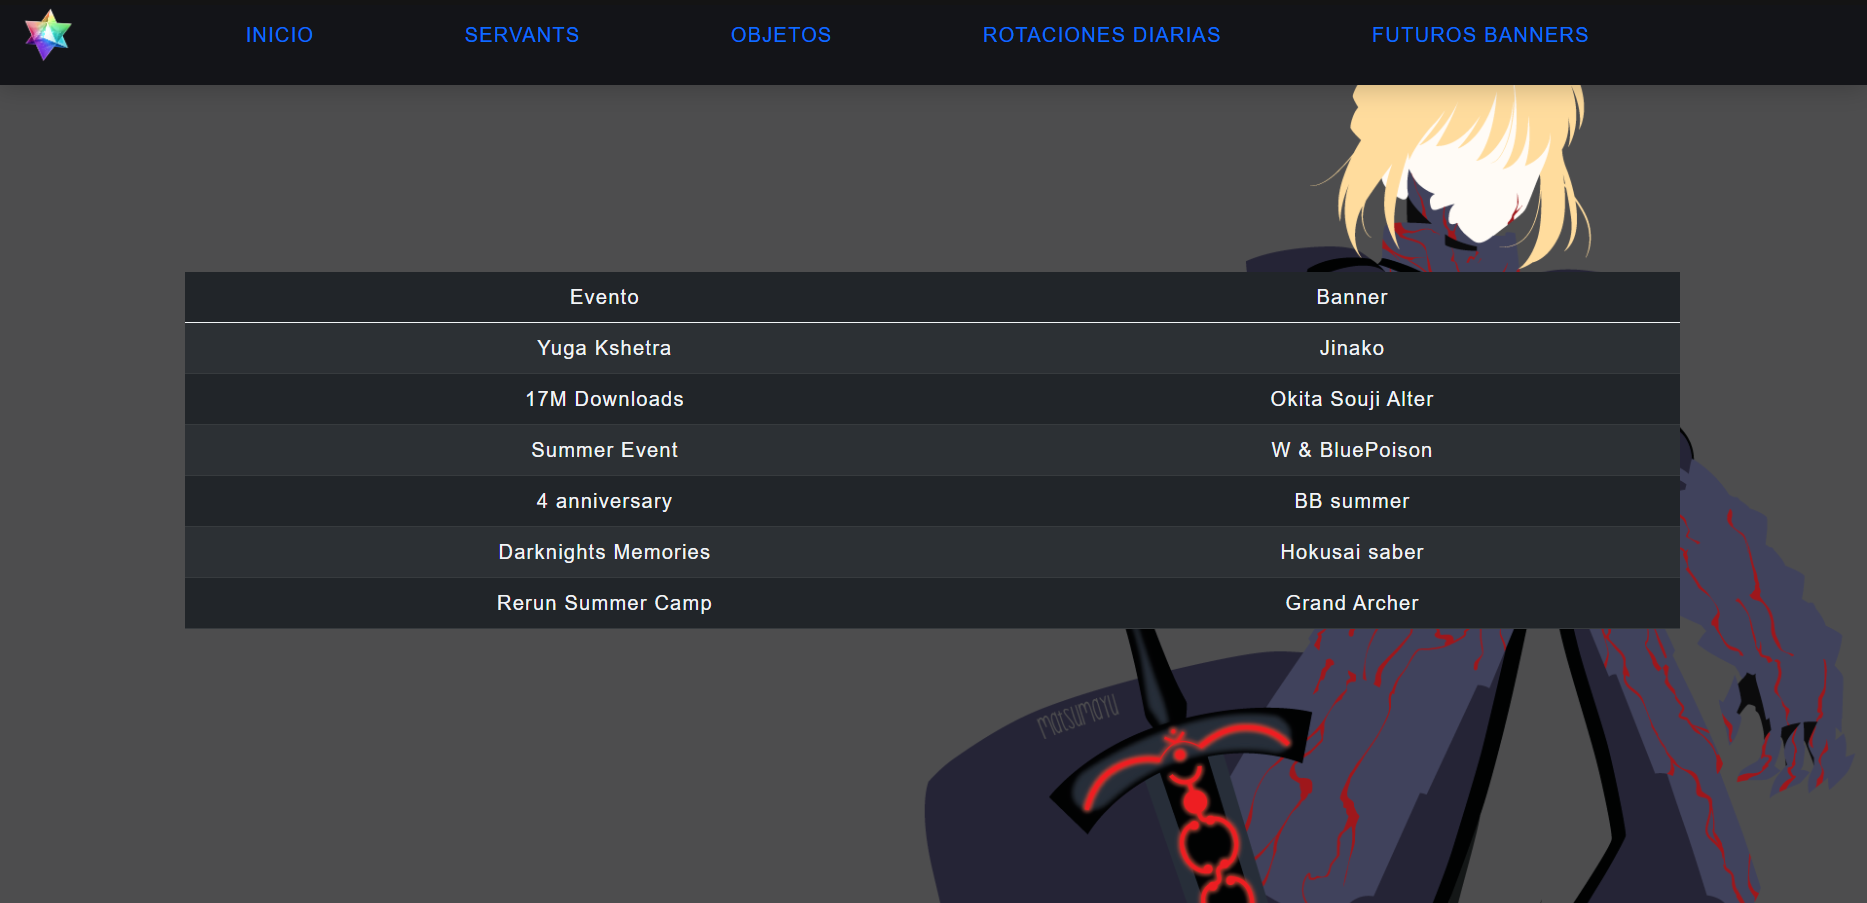 INICIO SERVANTS OBJETOS ROTACIONES DIARIAS FUTUROS BANNERS
Evento Banner
Yuga Kshetra Jinako
17M Downloads Okita Souji Alter
Summer Event W & BluePoison
4 anniversary BB summer
Darknights Memories Hokusai saber
Rerun Summer Camp Grand Archer
matsumayu